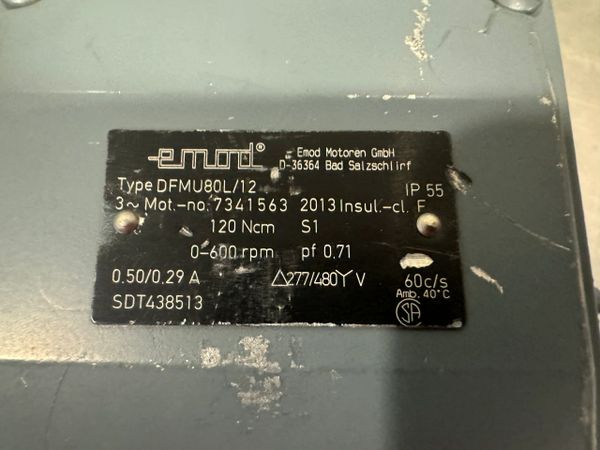 emod®
Emod Motoren GmbH
D-36364 Bad Salzschlirf
Type DFMU80L/12 IP 55
3~ Mot.-no. 7341563 2013 Insul.-cl. F
120 Ncm S1
0-600 rpm pf 0.71
0.50/0.29 A △277/480Y V 60c/s
Amb. 40°C
SDT438513
SA